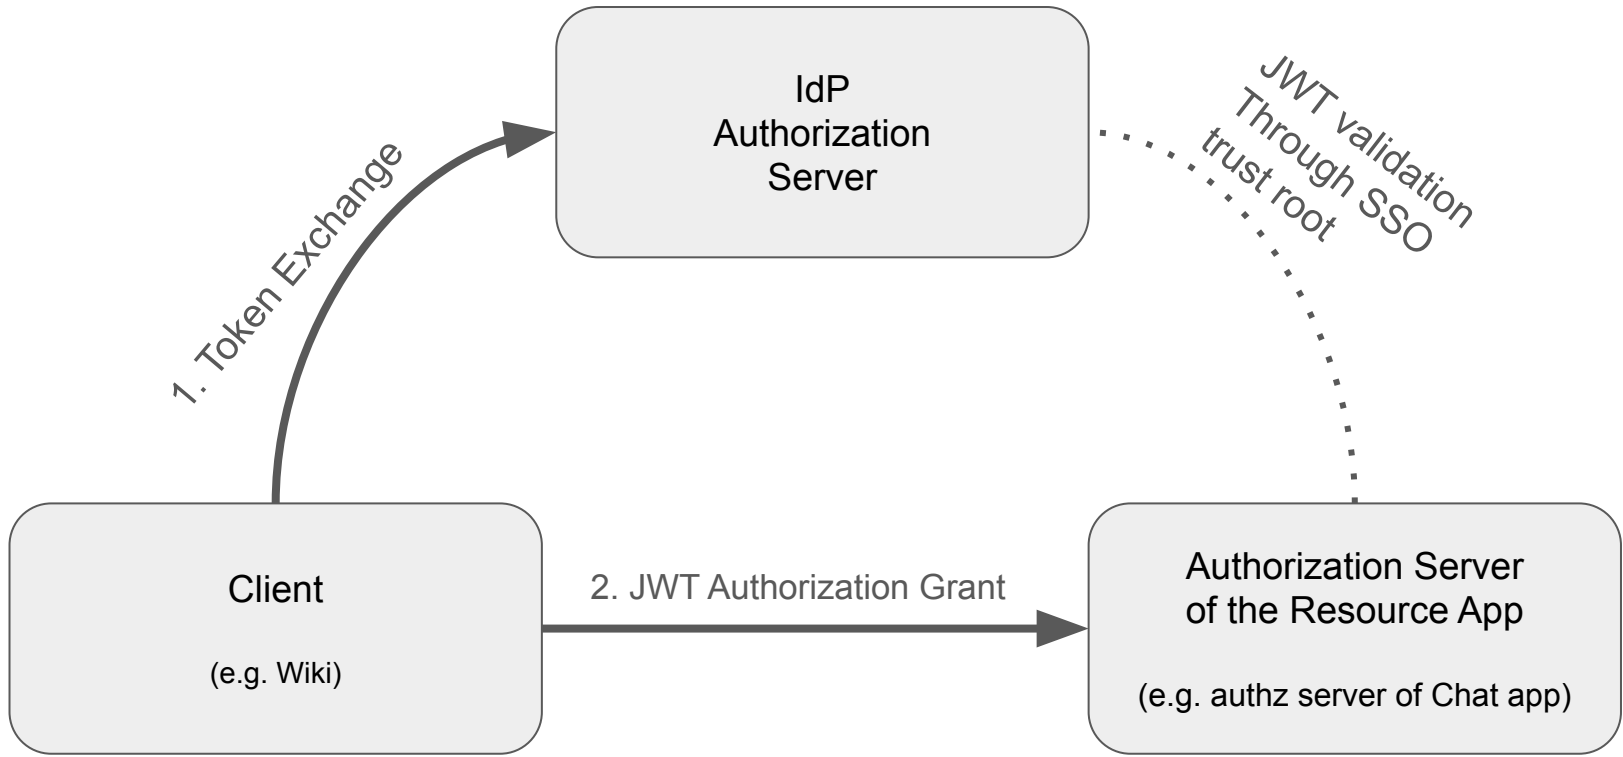 IdP
Authorization
Server
JWT validation
Through SSO
trust root
1. Token Exchange
Client
(e.g. Wiki)
2. JWT Authorization Grant
Authorization Server
of the Resource App
(e.g. authz server of Chat app)